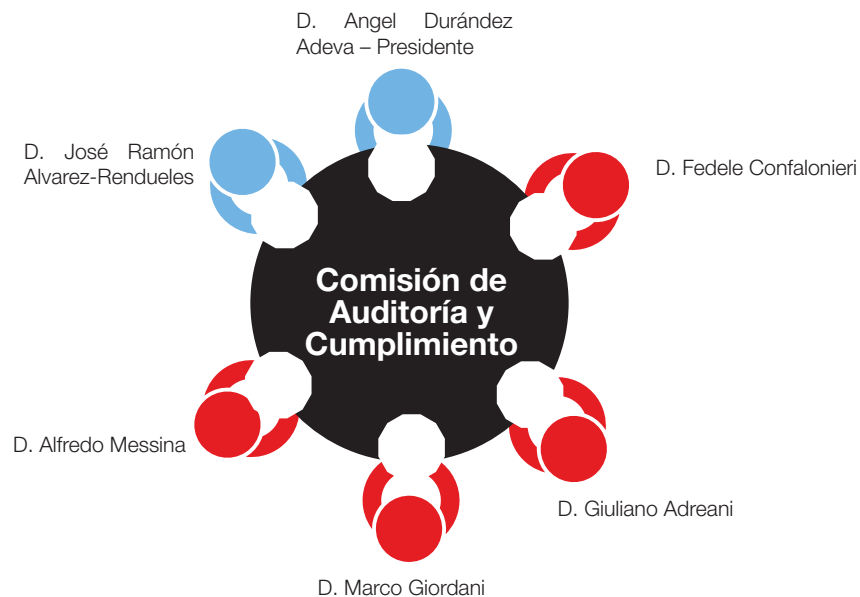 D. Angel Durández
Adeva – Presidente
D. José Ramón
Alvarez-Rendueles
D. Fedele Confalonieri
Comisión de
Auditoría y
Cumplimiento
D. Alfredo Messina
D. Giuliano Adreani
D. Marco Giordani